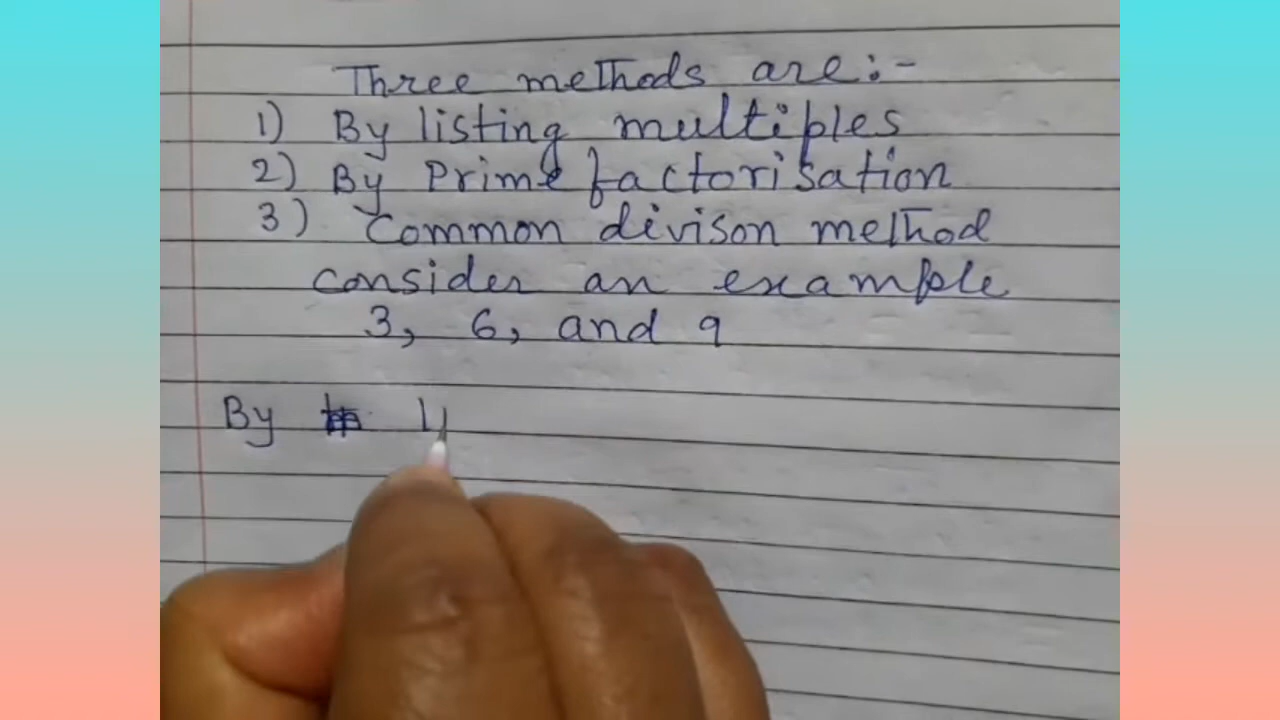 Three methods are:-
1) By listing multiples
2) By Prime factorisation
3) Common divison method
consider an example
3, 6, and 9
By li